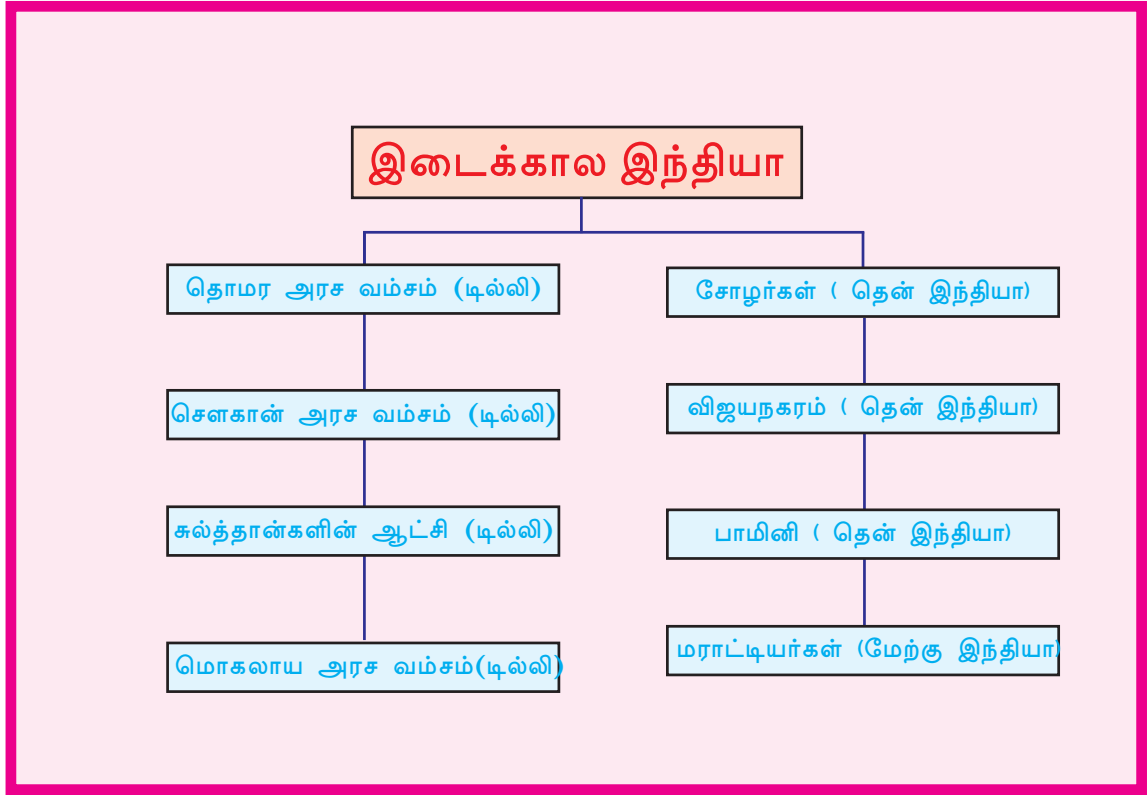 இடைக்கால இந்தியா
தொமர அரச வம்சம் (டில்லி)
சௌகான் அரச வம்சம் (டில்லி)
சுல்த்தான்களின் ஆட்சி (டில்லி)
மொகலாய அரச வம்சம்(டில்லி)
சோழர்கள் ( தென் இந்தியா)
விஜயநகரம் ( தென் இந்தியா)
பாமினி ( தென் இந்தியா)
மராட்டியர்கள் (மேற்கு இந்தியா)